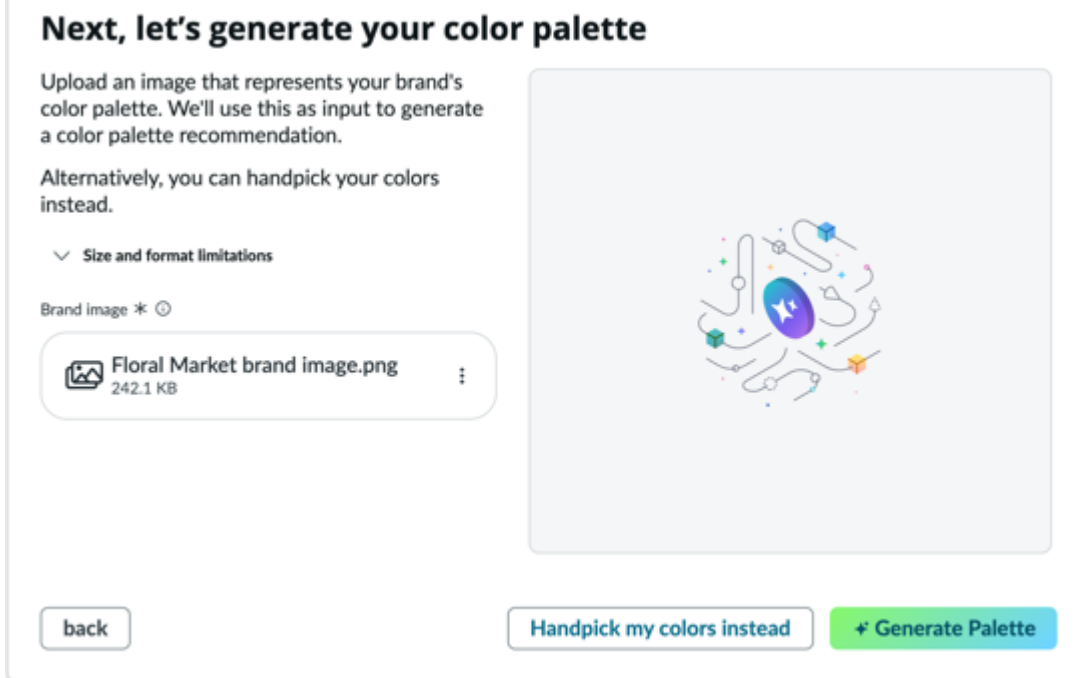 Next, let's generate your color palette
Upload an image that represents your brand's
color palette. We'll use this as input to generate
a color palette recommendation.
Alternatively, you can handpick your colors
instead.
Size and format limitations
Brand image *
Floral Market brand image.png
242.1 KB
back
Handpick my colors instead
Generate Palette